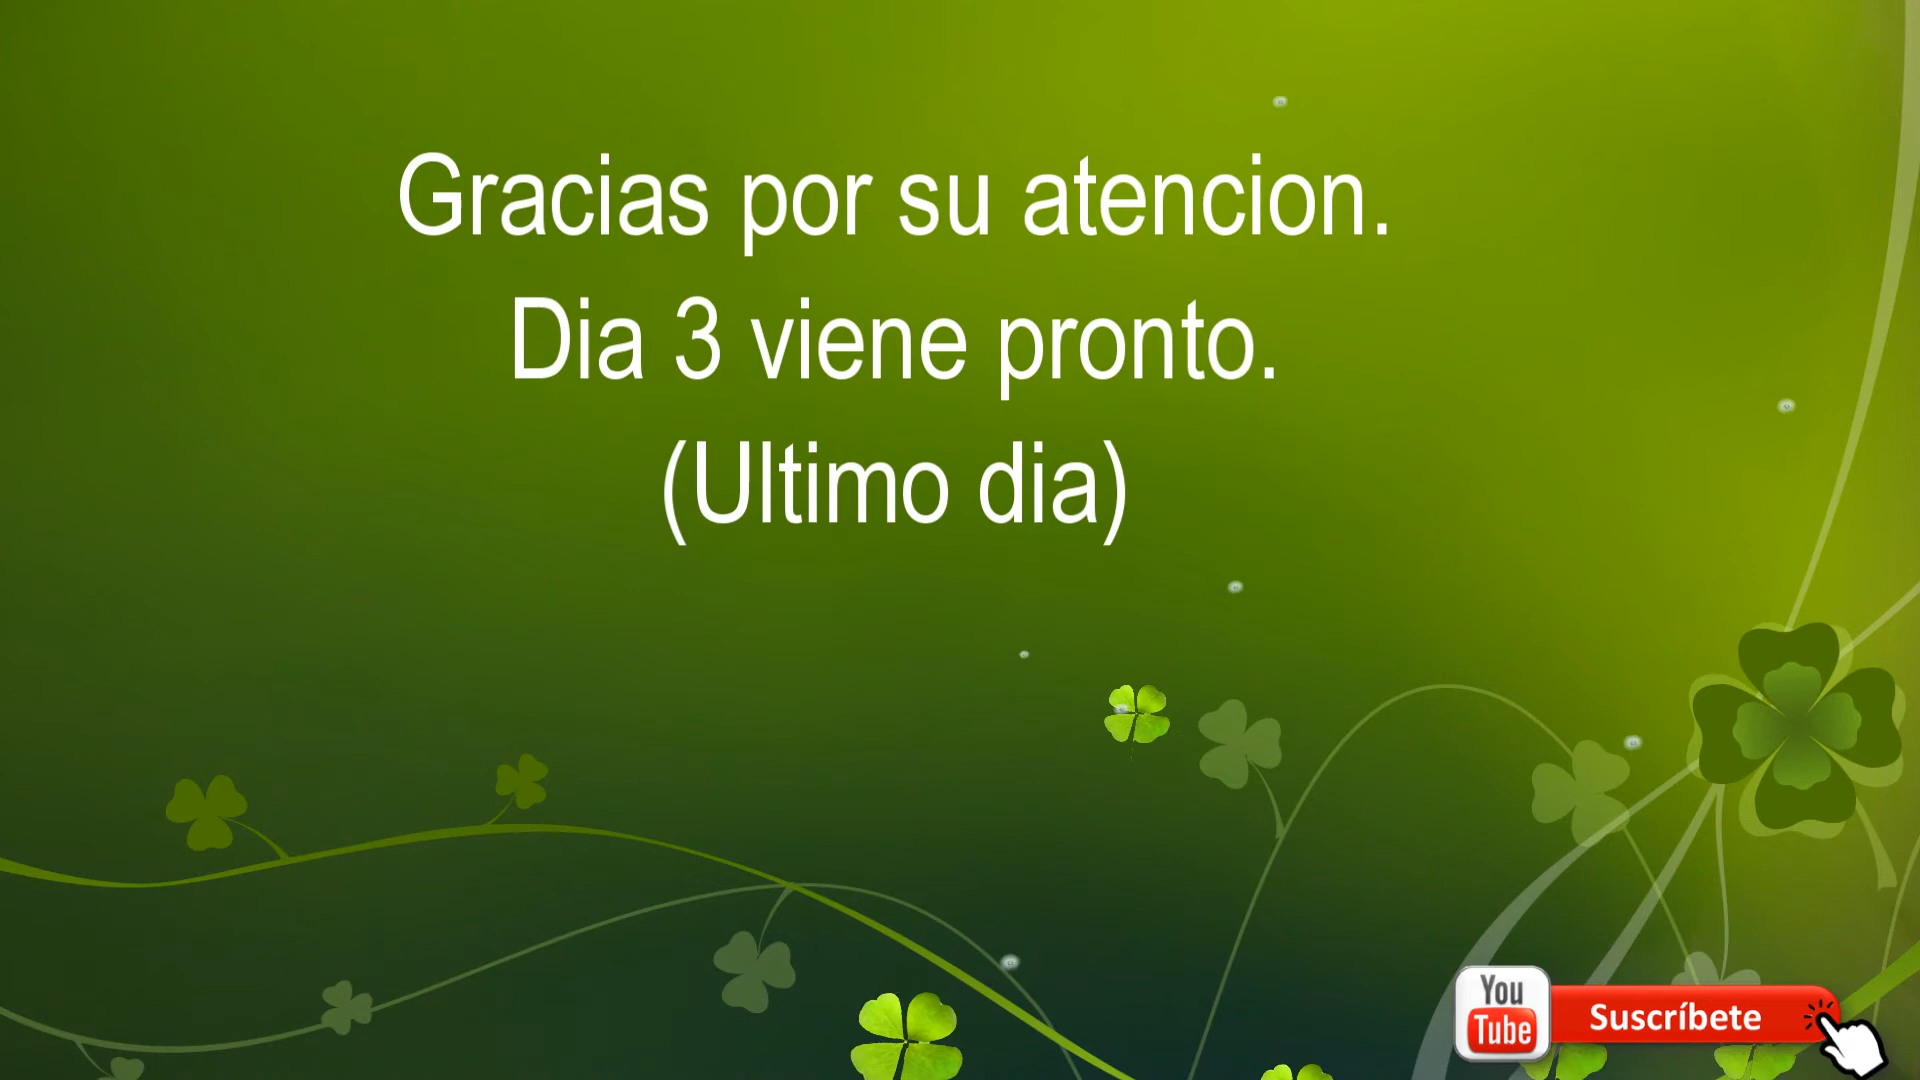 Gracias por su atencion.
Dia 3 viene pronto.
(Ultimo dia)
You
Tube
Suscríbete